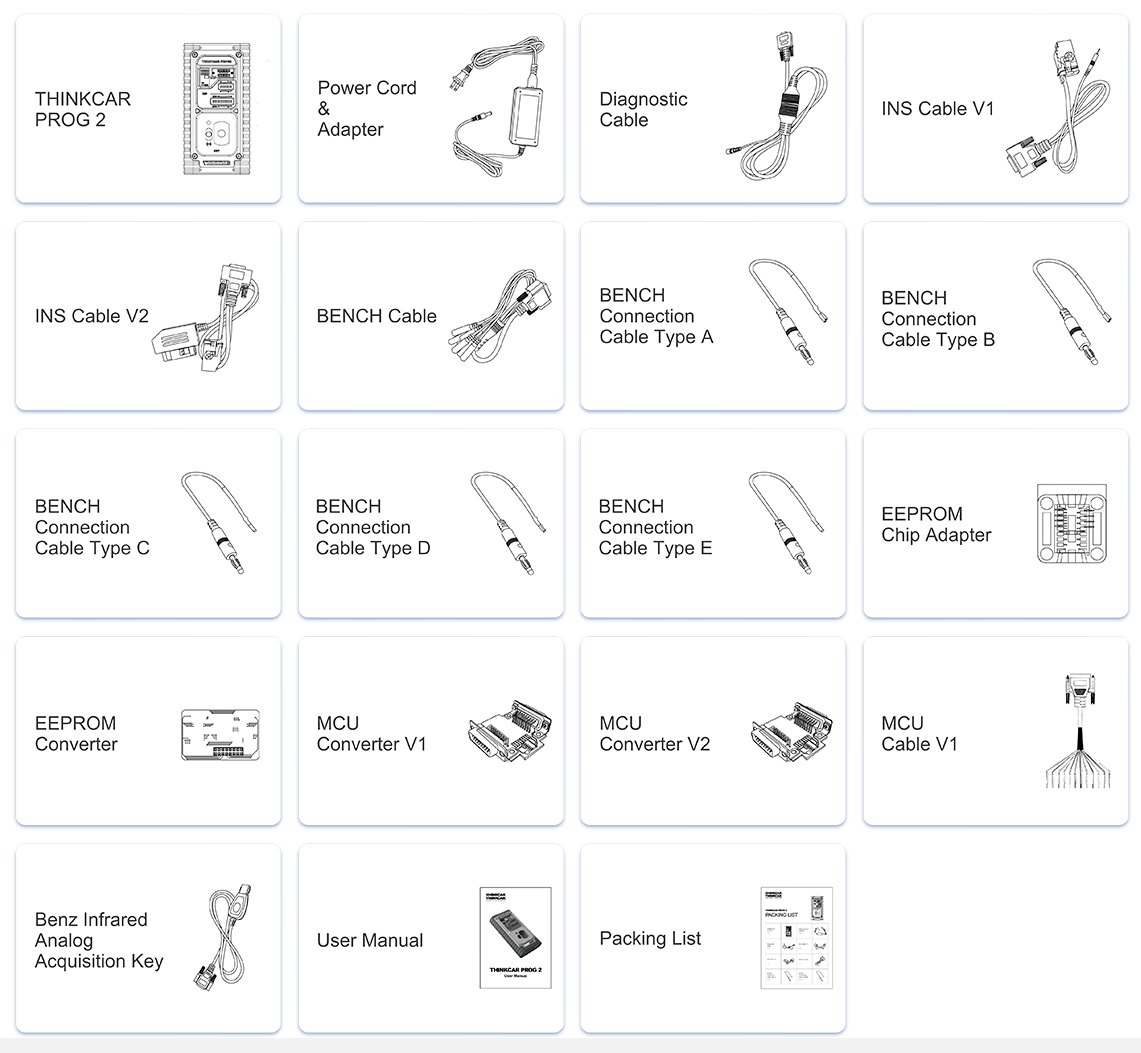 THINKCAR
PROG 2
Power Cord
&
Adapter
Diagnostic
Cable
INS Cable V1
INS Cable V2
BENCH Cable
BENCH
Connection
Cable Type A
BENCH
Connection
Cable Type B
BENCH
Connection
Cable Type C
BENCH
Connection
Cable Type D
BENCH
Connection
Cable Type E
EEPROM
Chip Adapter
EEPROM
Converter
MCU
Converter V1
MCU
Converter V2
MCU
Cable V1
Benz Infrared
Analog
Acquisition Key
User Manual
THINKCAR PROG 2
User Manual
Packing List
THINKCAR PROG 2
PACKING LIST